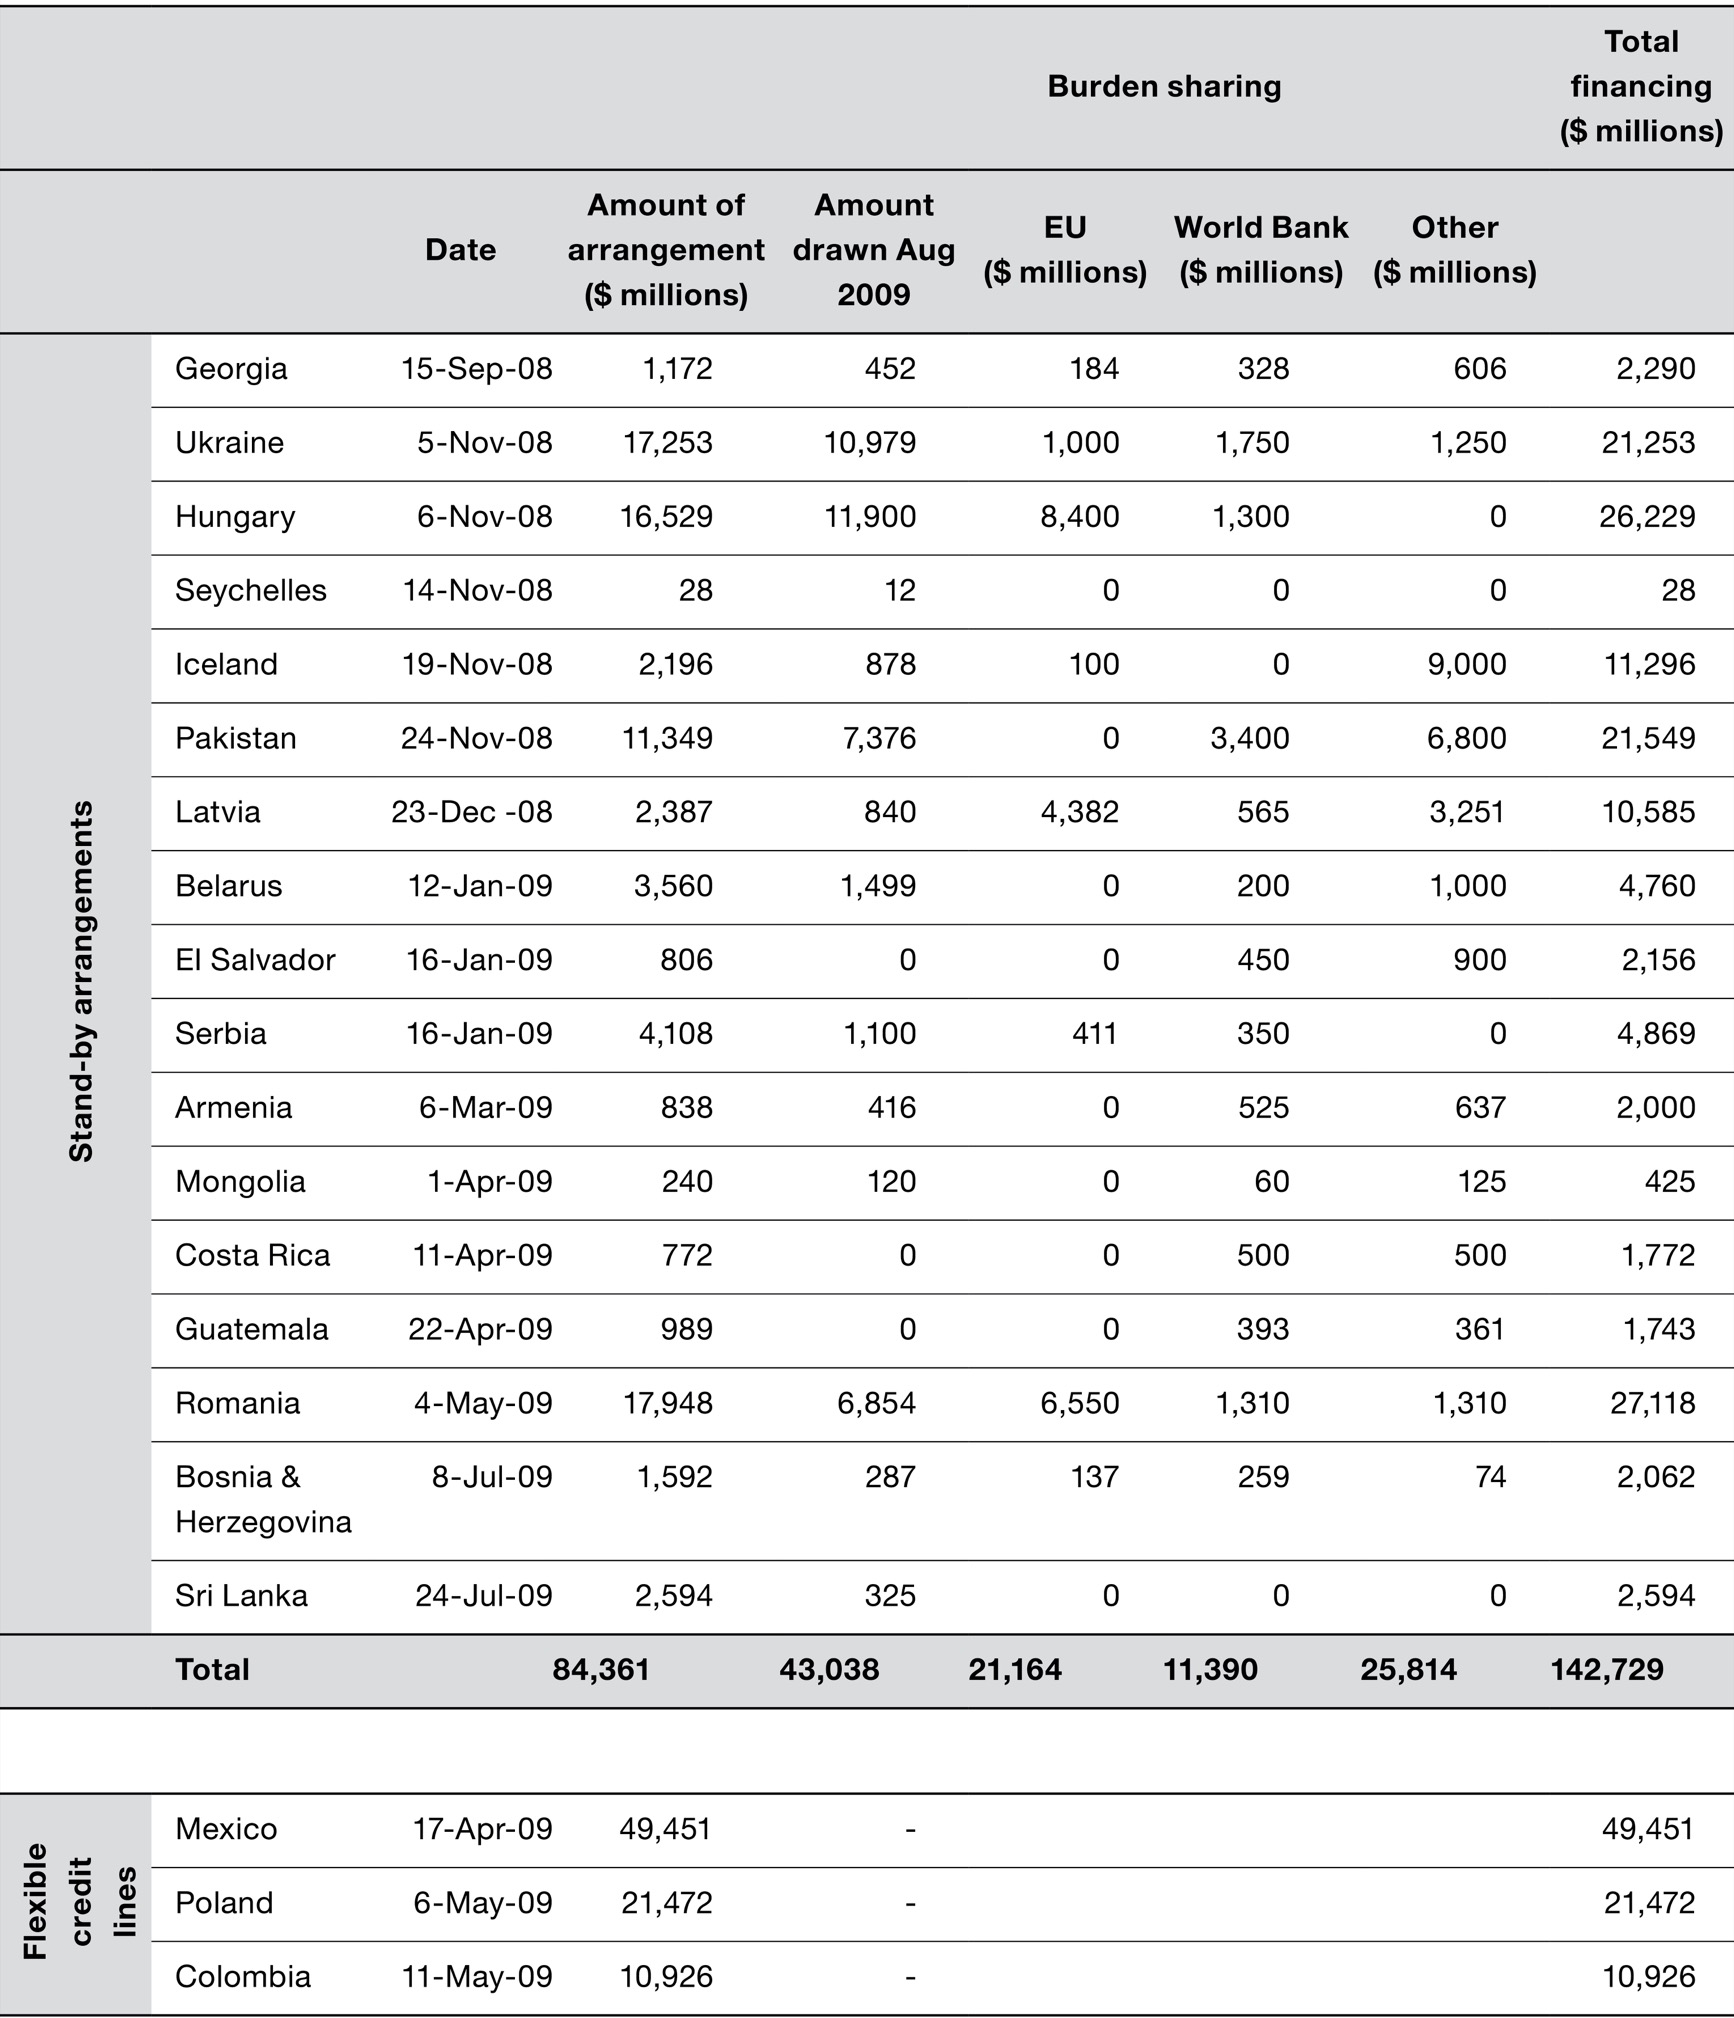 Burden sharing
Total
financing
($ millions)
Date
Amount of
arrangement
($ millions)
Amount
drawn Aug
2009
EU
($ millions)
World Bank
($ millions)
Other
($ millions)
Stand-by arrangements
Georgia 15-Sep-08 1,172 452 184 328 606 2,290
Ukraine 5-Nov-08 17,253 10,979 1,000 1,750 1,250 21,253
Hungary 6-Nov-08 16,529 11,900 8,400 1,300 0 26,229
Seychelles 14-Nov-08 28 12 0 0 0 28
Iceland 19-Nov-08 2,196 878 100 0 9,000 11,296
Pakistan 24-Nov-08 11,349 7,376 0 3,400 6,800 21,549
Latvia 23-Dec -08 2,387 840 4,382 565 3,251 10,585
Belarus 12-Jan-09 3,560 1,499 0 200 1,000 4,760
El Salvador 16-Jan-09 806 0 0 450 900 2,156
Serbia 16-Jan-09 4,108 1,100 411 350 0 4,869
Armenia 6-Mar-09 838 416 0 525 637 2,000
Mongolia 1-Apr-09 240 120 0 60 125 425
Costa Rica 11-Apr-09 772 0 0 500 500 1,772
Guatemala 22-Apr-09 989 0 0 393 361 1,743
Romania 4-May-09 17,948 6,854 6,550 1,310 1,310 27,118
Bosnia & 8-Jul-09 1,592 287 137 259 74 2,062
Herzegovina
Sri Lanka 24-Jul-09 2,594 325 0 0 0 2,594
Total 84,361 43,038 21,164 11,390 25,814 142,729
Flexible
credit
lines
Mexico 17-Apr-09 49,451 - 49,451
Poland 6-May-09 21,472 - 21,472
Colombia 11-May-09 10,926 - 10,926